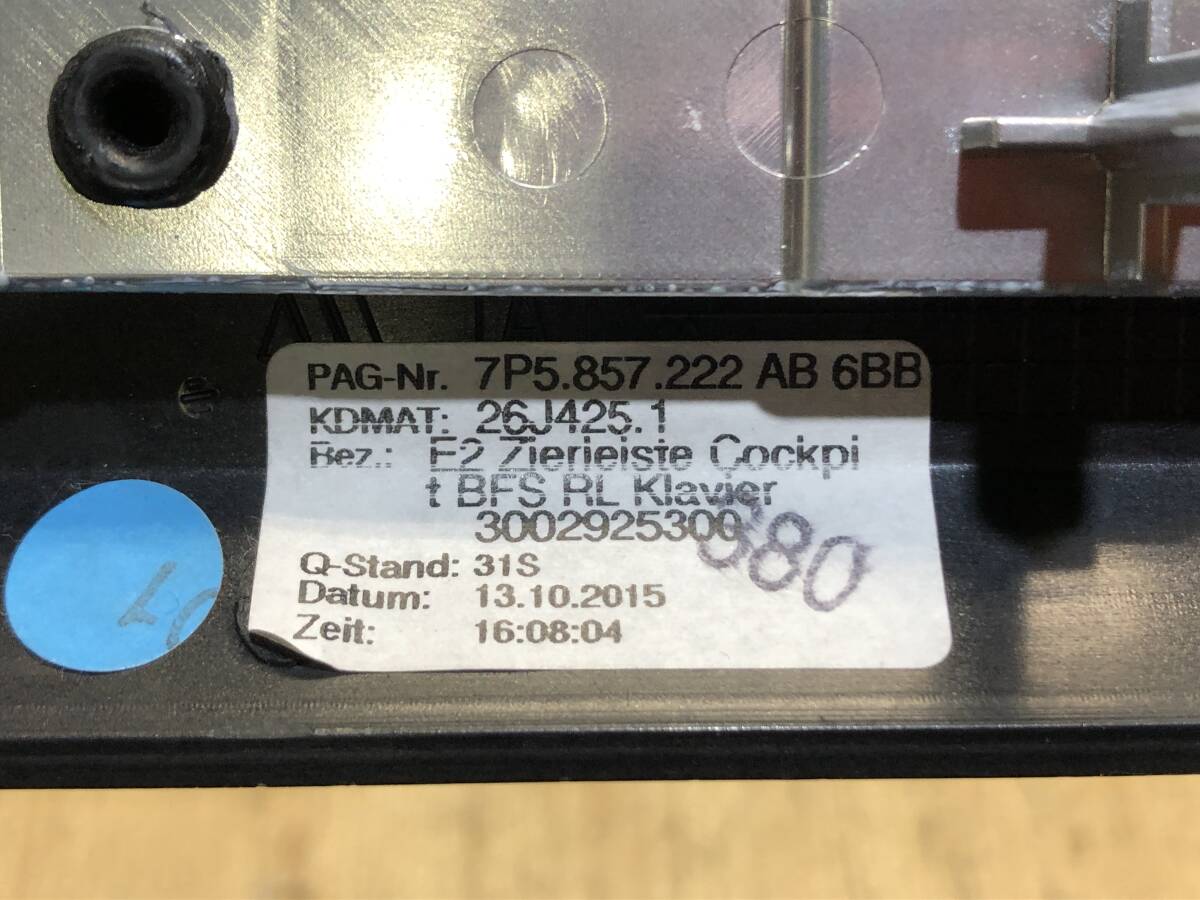 PAG-Nr. 7P5.857.222 AB 6BB
KDMAT: 26J425.1
Bez.: E2 Zierleiste Cockpi
t BFS RL Klavier
3002925300
680
Q-Stand: 31S
Datum: 13.10.2015
Zeit: 16:08:04